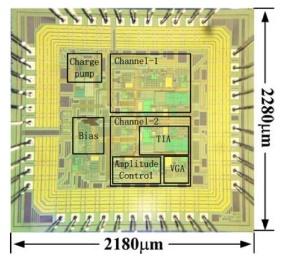 Charge
pump
Channel-1
Bias
Channel-2
TIA
Amplitude
Control
VGA
2280μm
2180μm